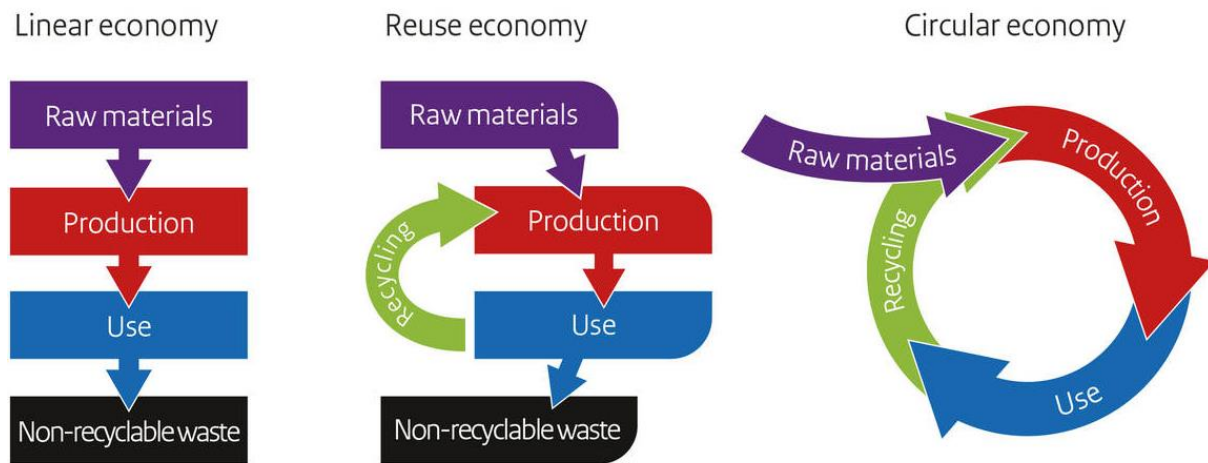 Linear economy
Raw materials
Production
Use
Non-recyclable waste
Reuse economy
Raw materials
Production
Recycling
Use
Non-recyclable waste
Circular economy
Raw materials
Production
Recycling
Use